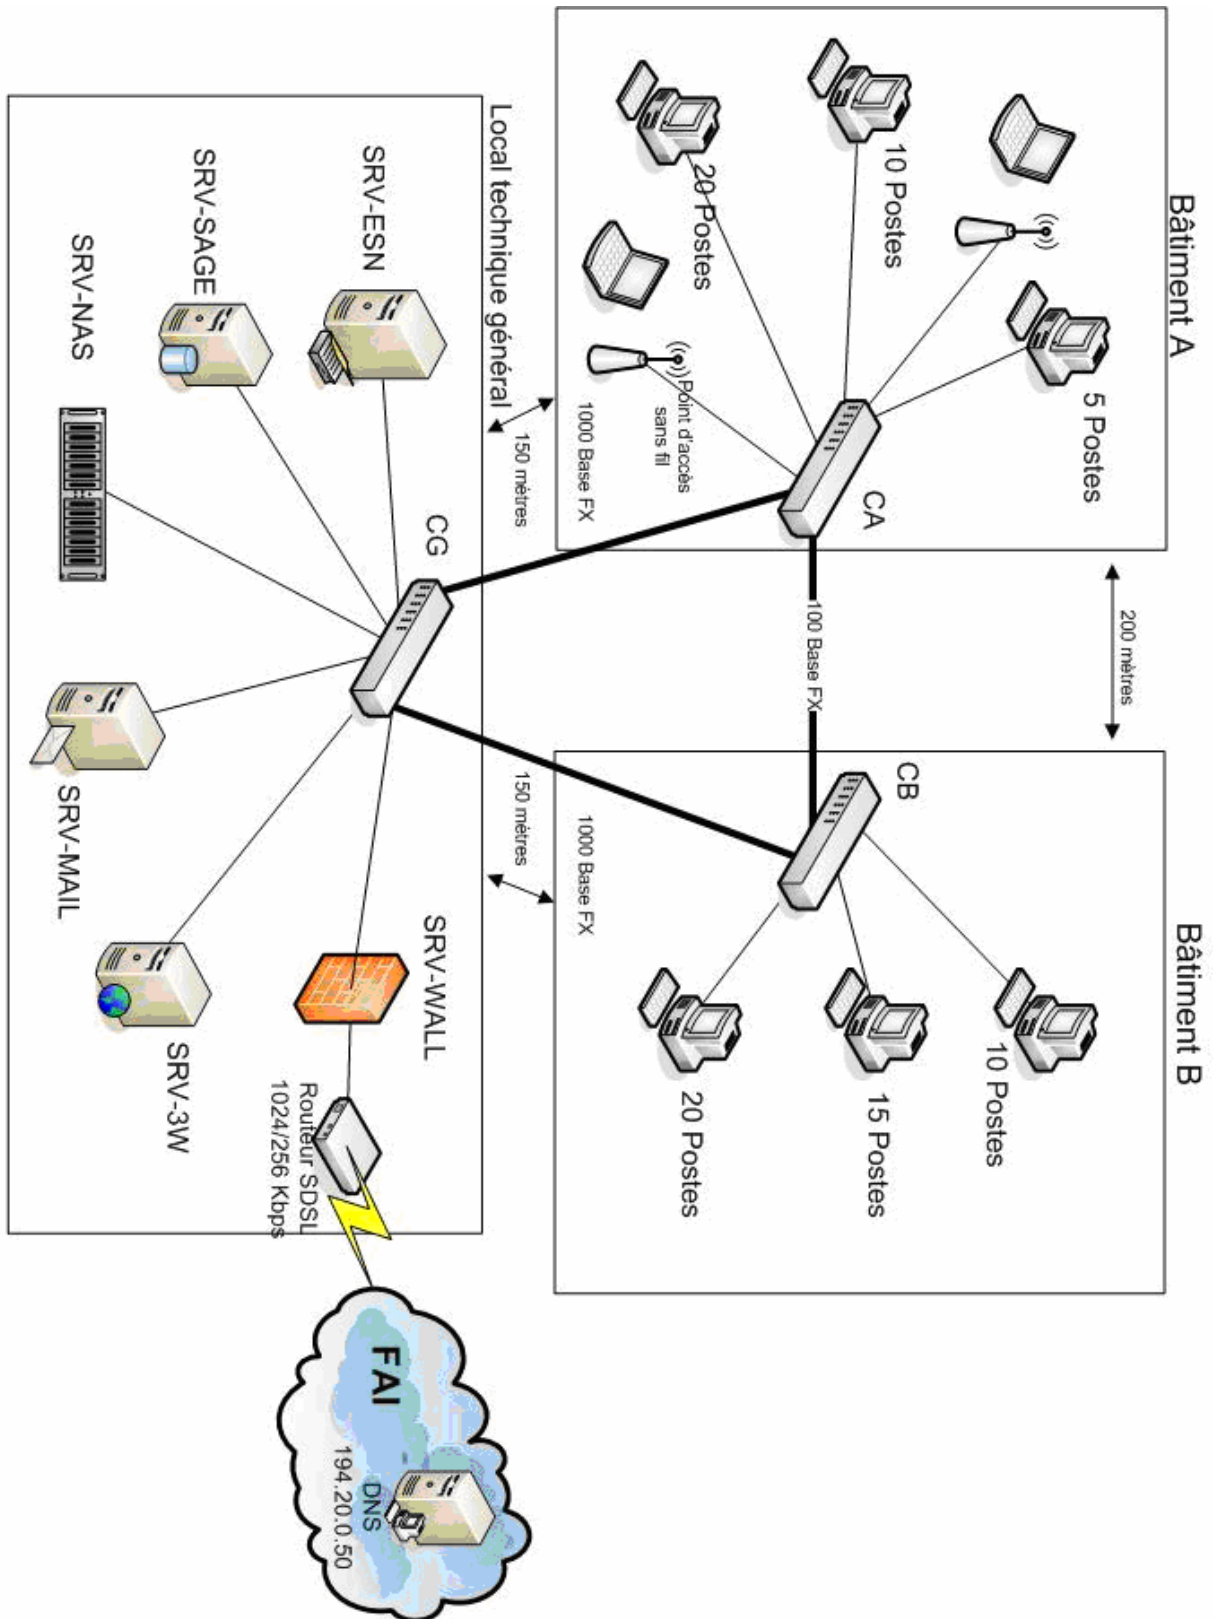 Bâtiment A
Bâtiment B
5 Postes
10 Postes
20 Postes
Point d'accès
sans fil
CA
200 mètres
100 Base FX
CB
10 Postes
15 Postes
20 Postes
1000 Base FX
150 mètres
1000 Base FX
150 mètres
Local technique général
CG
SRV-ESN
SRV-SAGE
SRV-NAS
SRV-MAIL
SRV-3W
SRV-WALL
Routeur SDSL
1024/256 Kbps
FAI
DNS
194.20.0.50